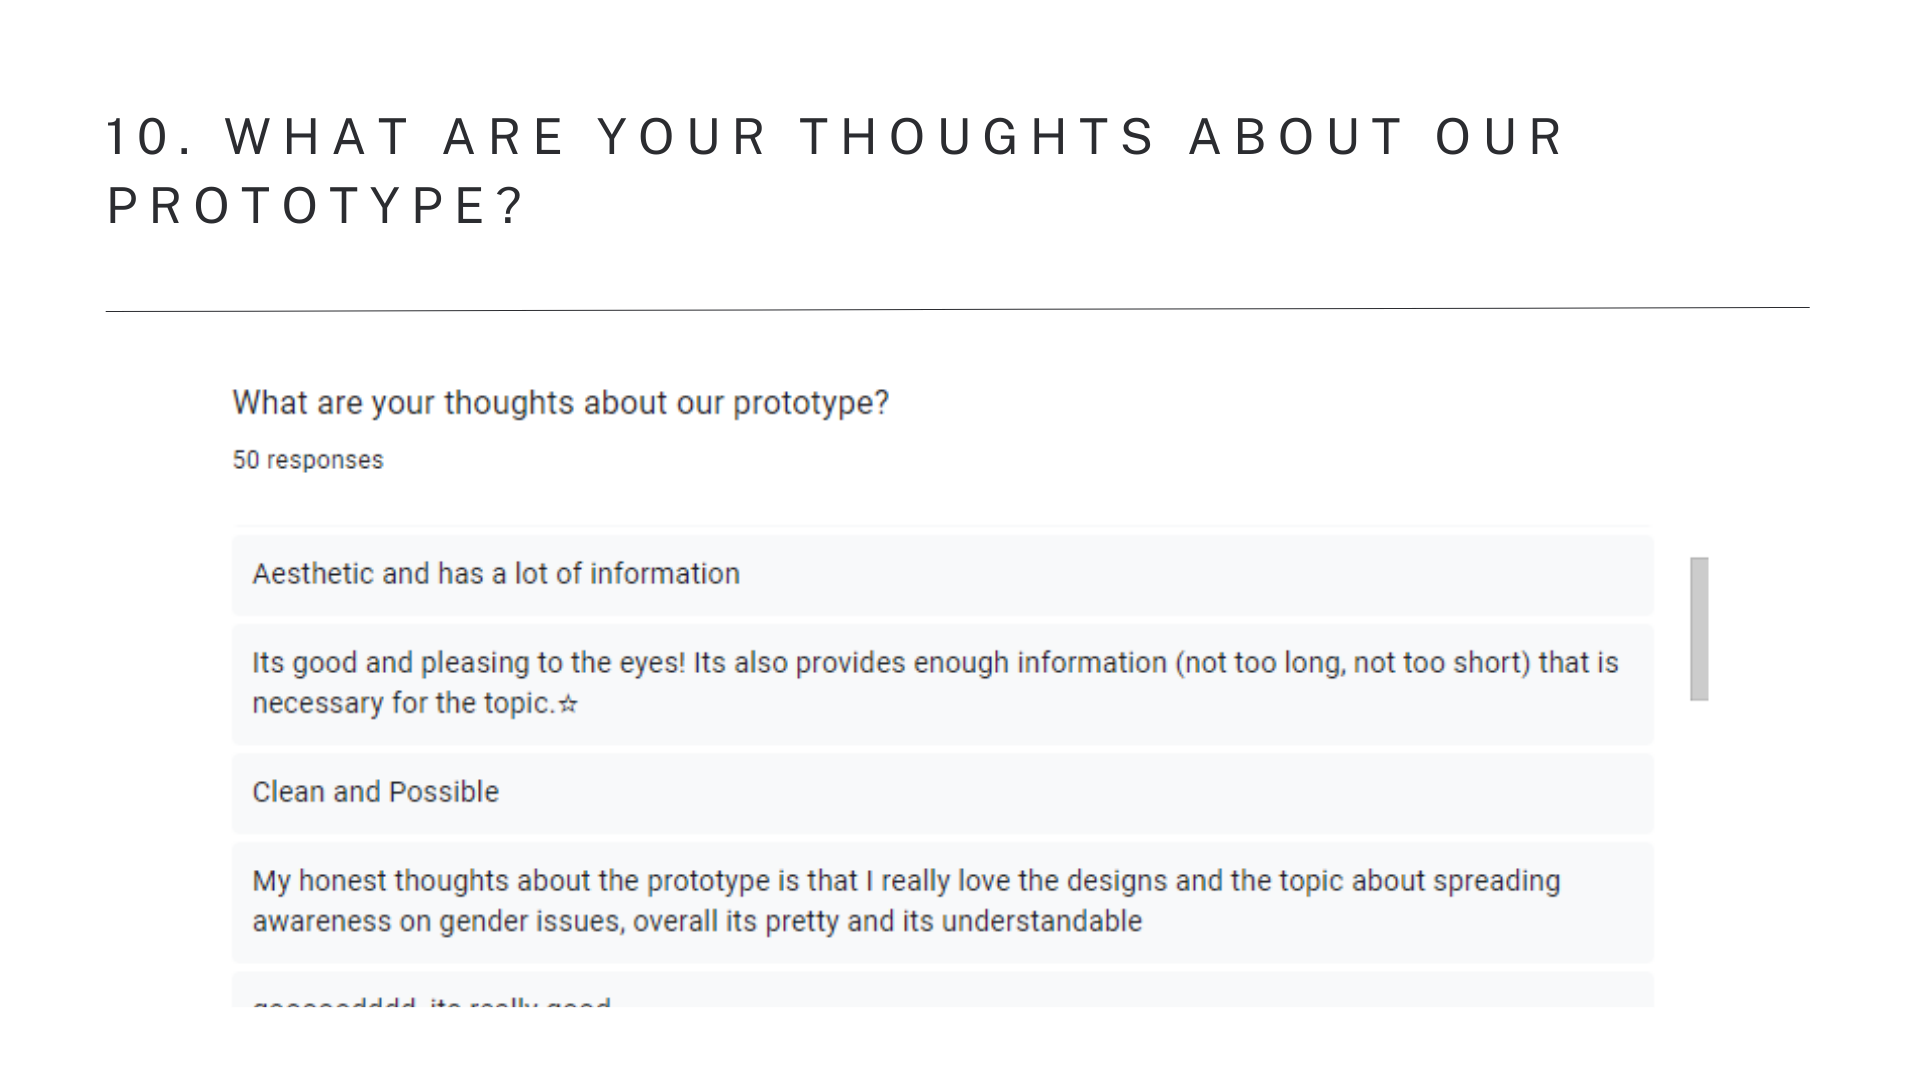 10. WHAT ARE YOUR THOUGHTS ABOUT OUR
PROTOTYPE?
What are your thoughts about our prototype?
50 responses
Aesthetic and has a lot of information
Its good and pleasing to the eyes! Its also provides enough information (not too long, not too short) that is
necessary for the topic.☆
Clean and Possible
My honest thoughts about the prototype is that I really love the designs and the topic about spreading
awareness on gender issues, overall its pretty and its understandable
its really good